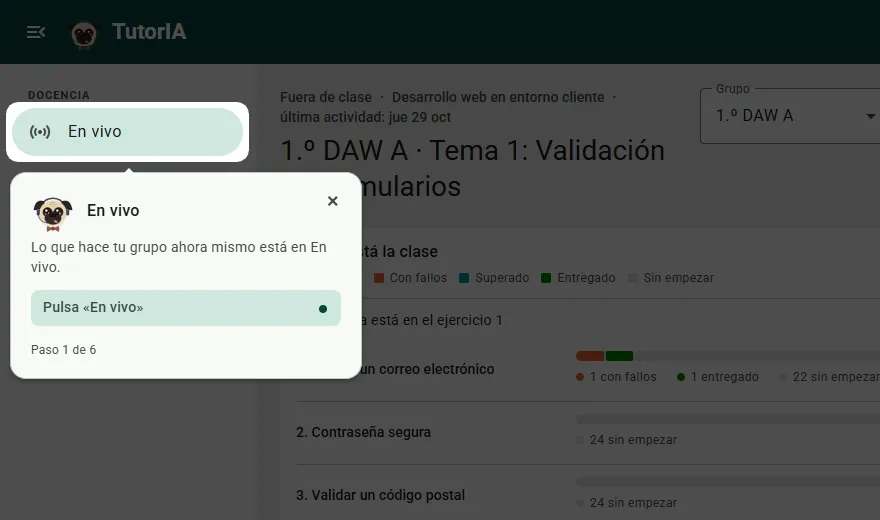 TutorIA
DOCENCIA
En vivo
Fuera de clase · Desarrollo web en entorno cliente ·
última actividad: jue 29 oct
Grupo
1.º DAW A
1.º DAW A · Tema 1: Validación
En vivo
Lo que hace tu grupo ahora mismo está en En
vivo.
Pulsa «En vivo»
Paso 1 de 6
la clase
Con fallos
Superado
Entregado
Sin empezar
está en el ejercicio 1
un correo electrónico
1 con fallos
1 entregado
22 sin empezar
2. Contraseña segura
24 sin empezar
3. Validar un código postal
24 sin empezar